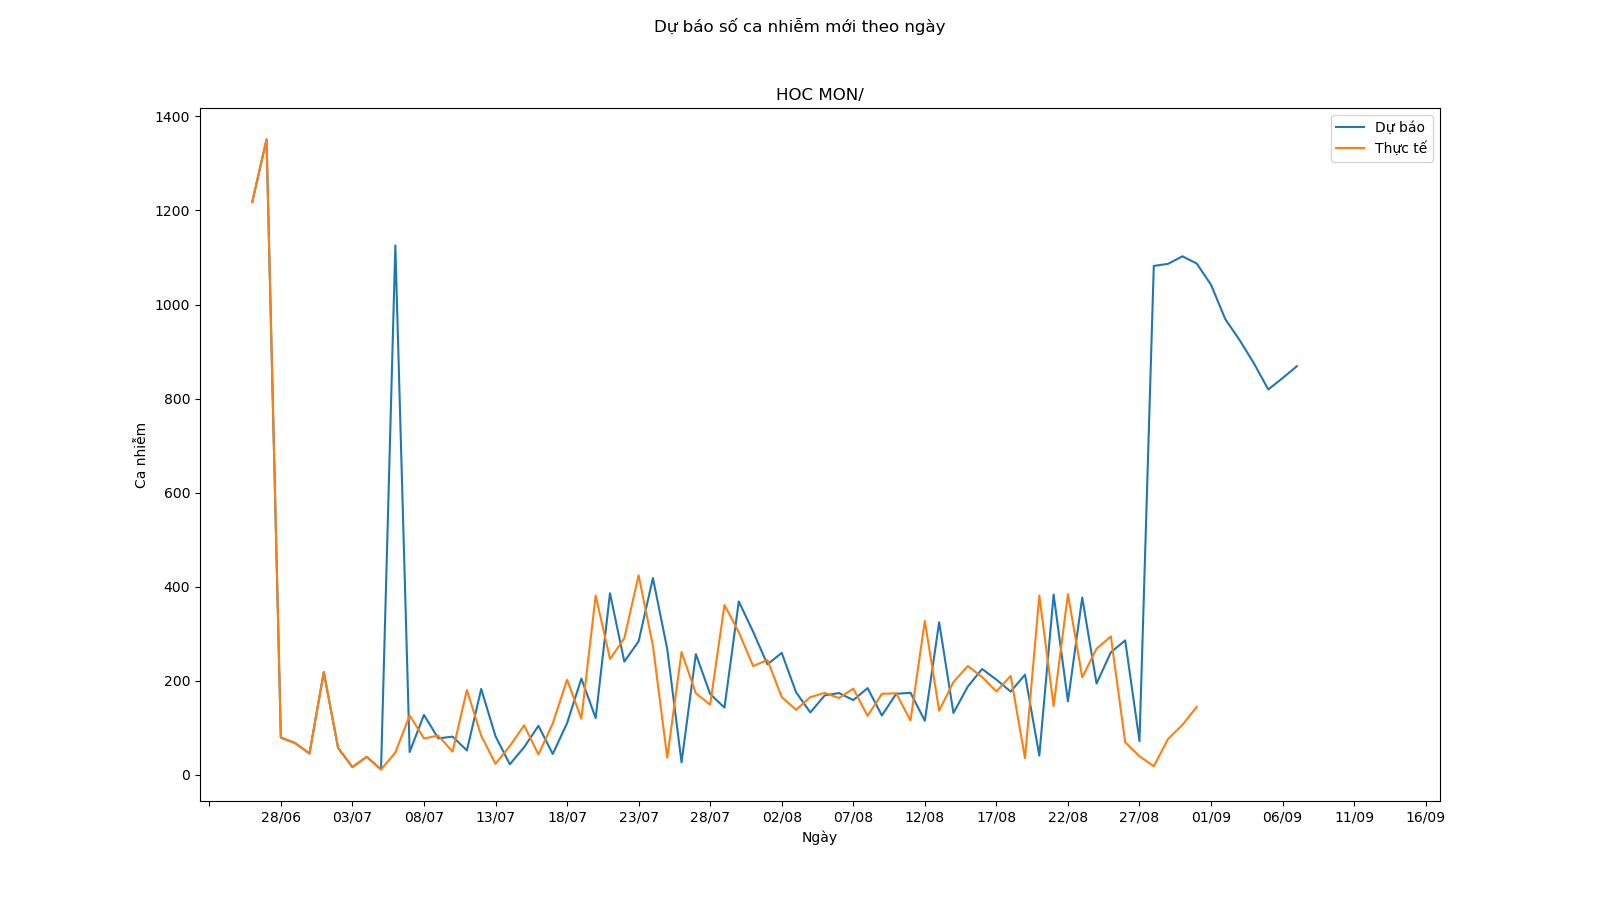 Dự báo số ca nhiễm mới theo ngày
HOC MON/
Dự báo
Thực tế
Ca nhiễm
1400
1200
1000
800
600
400
200
0
28/06 03/07 08/07 13/07 18/07 23/07 28/07 02/08 07/08 12/08 17/08 22/08 27/08 01/09 06/09 11/09 16/09
Ngày